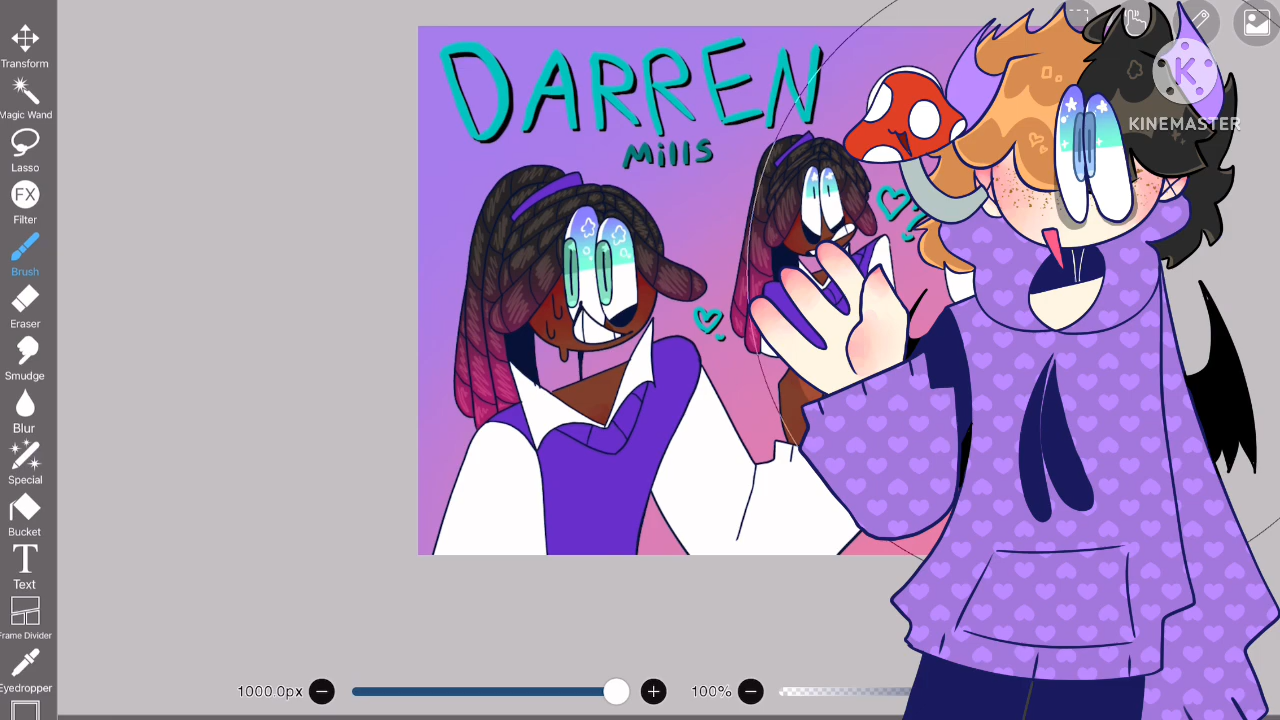 DARREN
Mills
K
KINEMASTER
Transform
Magic Wand
Lasso
FX
Filter
Brush
Eraser
Smudge
Blur
Special
Bucket
T
Text
Frame Divider
Eyedropper
1000.0px
100%